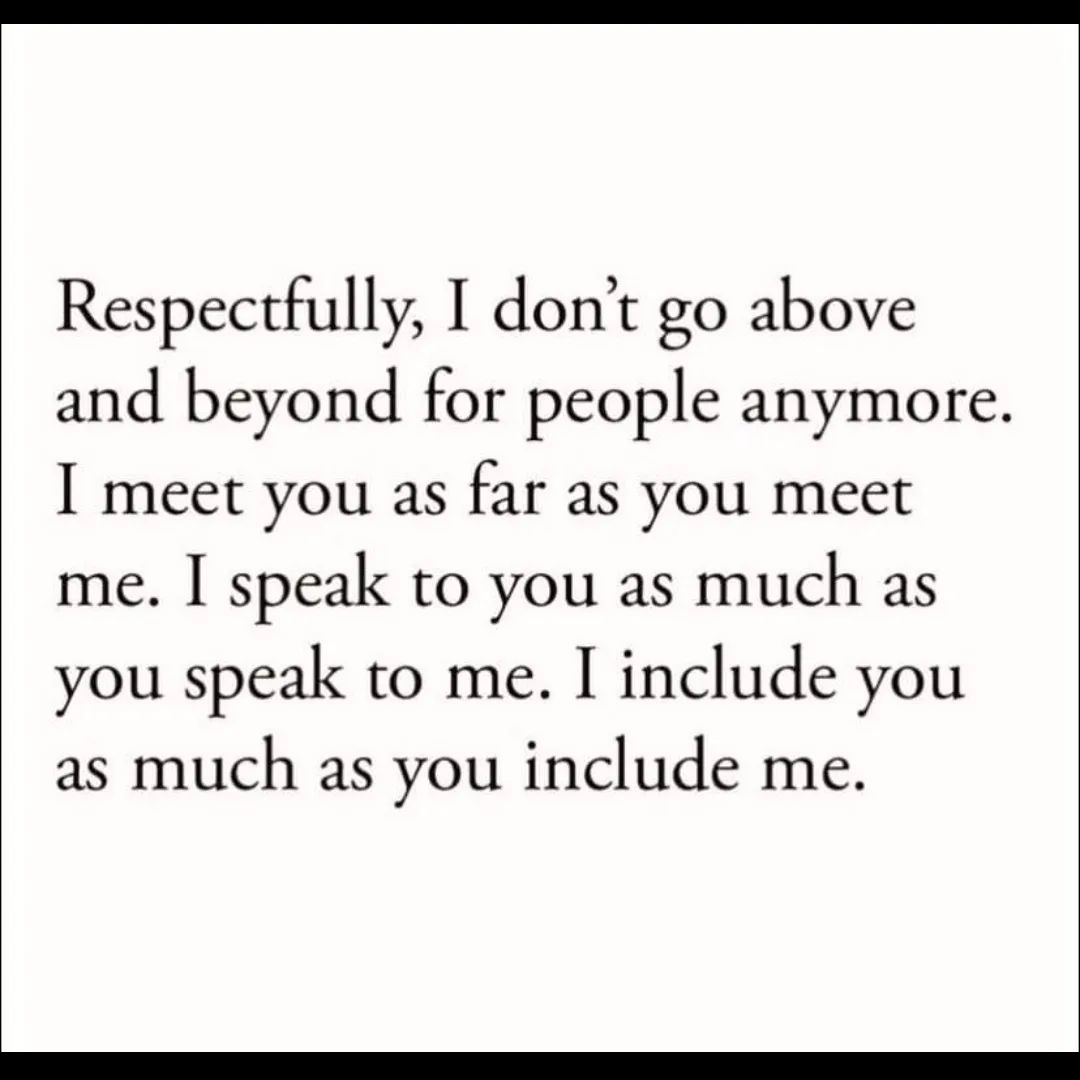 Respectfully, I don’t go above
and beyond for people anymore.
I meet you as far as you meet
me. I speak to you as much as
you speak to me. I include you
as much as you include me.